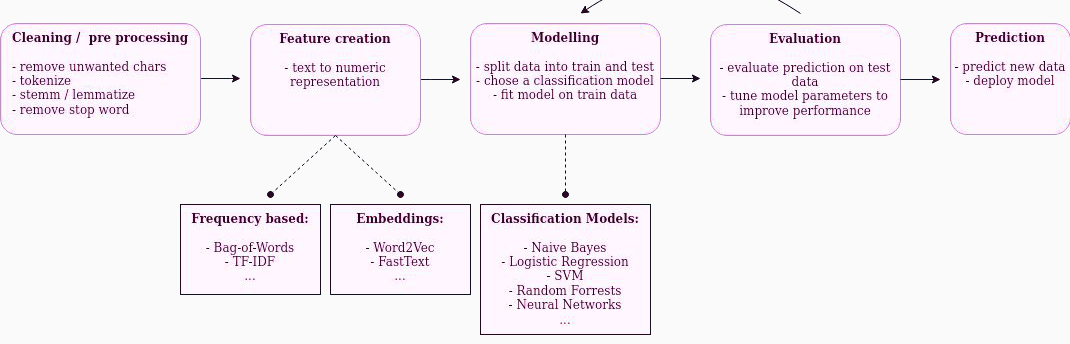 Cleaning /  pre processing
- remove unwanted chars
- tokenize
- stemm / lemmatize
- remove stop word
Feature creation
- text to numeric
representation
Modelling
- split data into train and test
- chose a classification model
- fit model on train data
Evaluation
- evaluate prediction on test
data
- tune model parameters to
improve performance
Prediction
- predict new data
- deploy model
Frequency based:
- Bag-of-Words
- TF-IDF
...
Embeddings:
- Word2Vec
- FastText
...
Classification Models:
- Naive Bayes
- Logistic Regression
- SVM
- Random Forrests
- Neural Networks
...